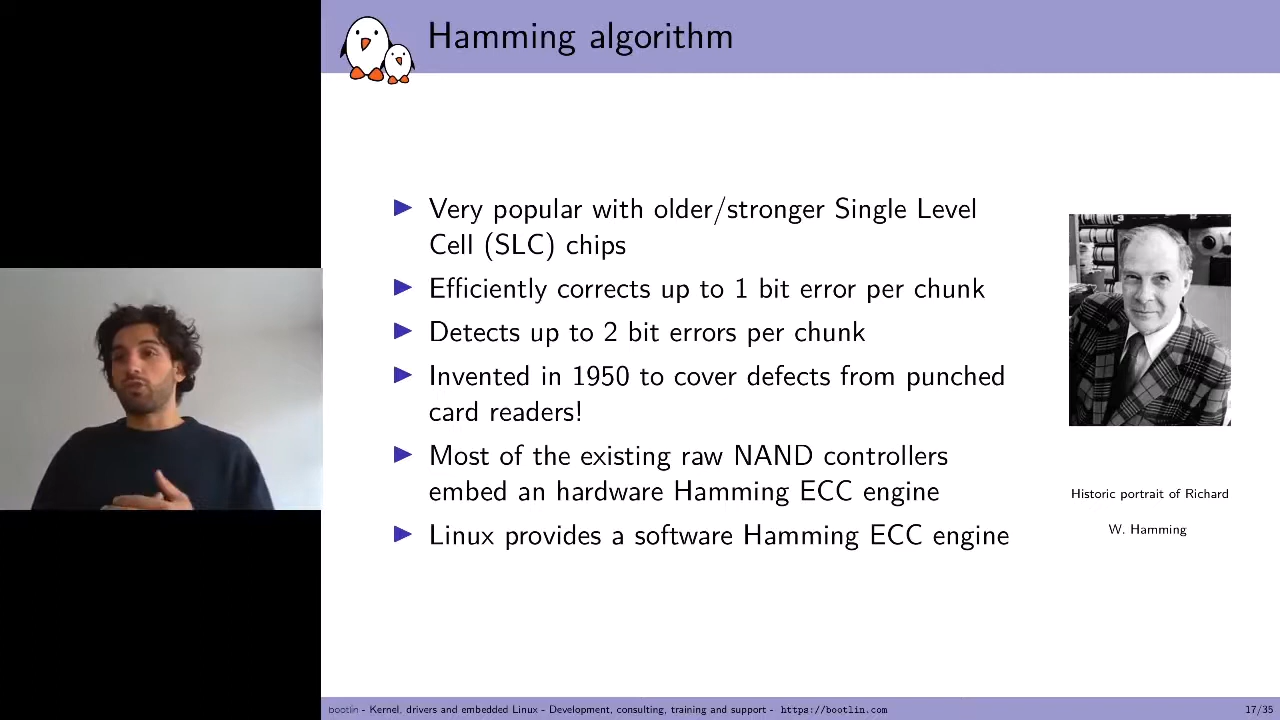 Hamming algorithm
Very popular with older/stronger Single Level
Cell (SLC) chips
Efficiently corrects up to 1 bit error per chunk
Detects up to 2 bit errors per chunk
Invented in 1950 to cover defects from punched
card readers!
Most of the existing raw NAND controllers
embed an hardware Hamming ECC engine
Linux provides a software Hamming ECC engine
Historic portrait of Richard
W. Hamming
bootlin - Kernel, drivers and embedded Linux - Development, consulting, training and support - https://bootlin.com
17/35